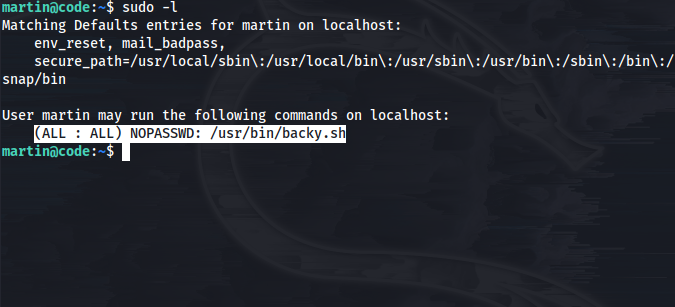 martin@code:~$ sudo -l
Matching Defaults entries for martin on localhost:
    env_reset, mail_badpass,
    secure_path=/usr/local/sbin\:/usr/local/bin\:/usr/sbin\:/usr/bin\:/sbin\:/bin\:/
snap/bin

User martin may run the following commands on localhost:
    (ALL : ALL) NOPASSWD: /usr/bin/backy.sh
martin@code:~$